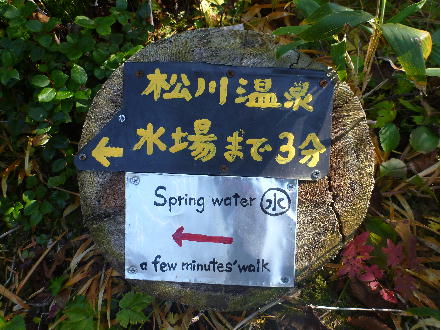 松川温泉
水場まで3分
Spring water 水
a few minutes' walk